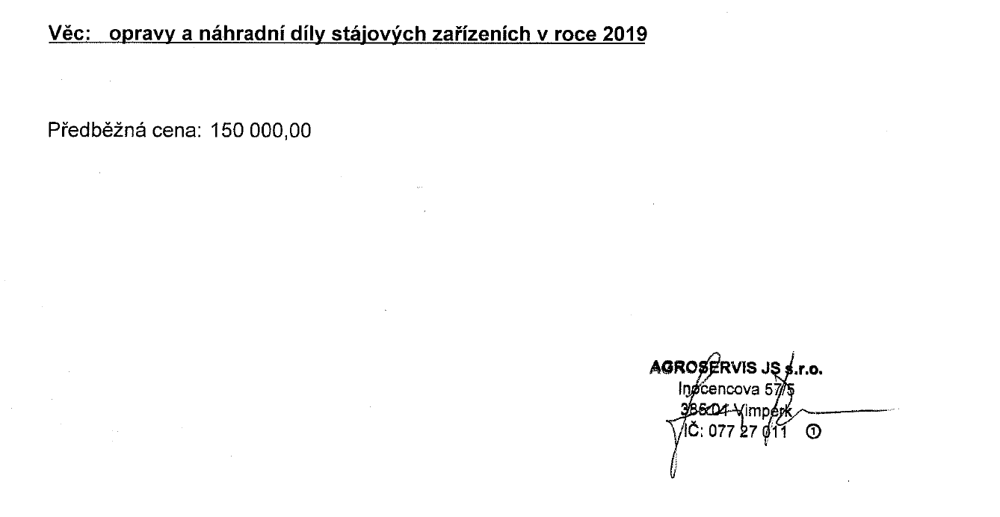 Věc: opravy a náhradní díly stájových zařízeních v roce 2019
Předběžná cena: 150 000,00
AGROSERVIS JS s.r.o.
Inocencova 57/5
385 01 Vimperk
IČ: 077 27 011 1